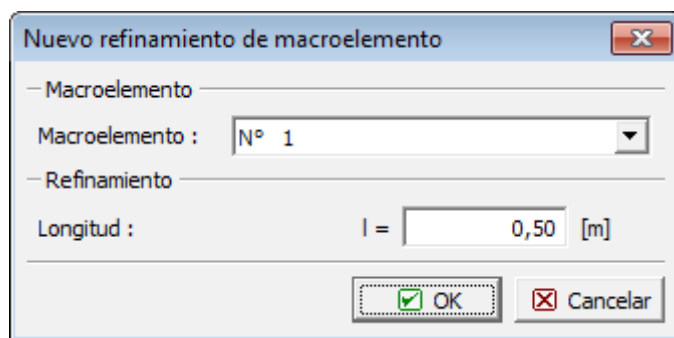 Nuevo refinamiento de macroelemento
Macroelemento
Macroelemento : N° 1
Refinamiento
Longitud : l = 0,50 [m]
OK Cancelar